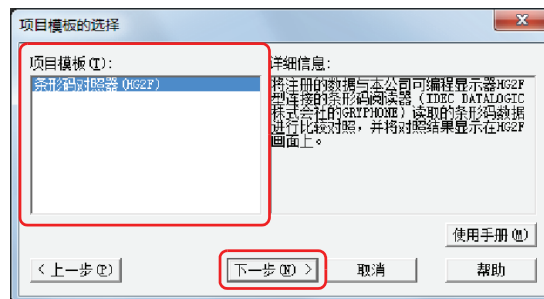 项目模板的选择
项目模板(T):
条形码对照器(HG2F)
详细信息:
将注册的数据与本公司可编程显示器HG2F
型连接的条形码阅读器（IDEC DATALOGIC
株式会社的GRYPHONE）读取的条形码数据
进行比较对照，并将对照结果显示在HG2F
画面上。
使用手册(M)
< 上一步(P)
下一步(N) >
取消
帮助